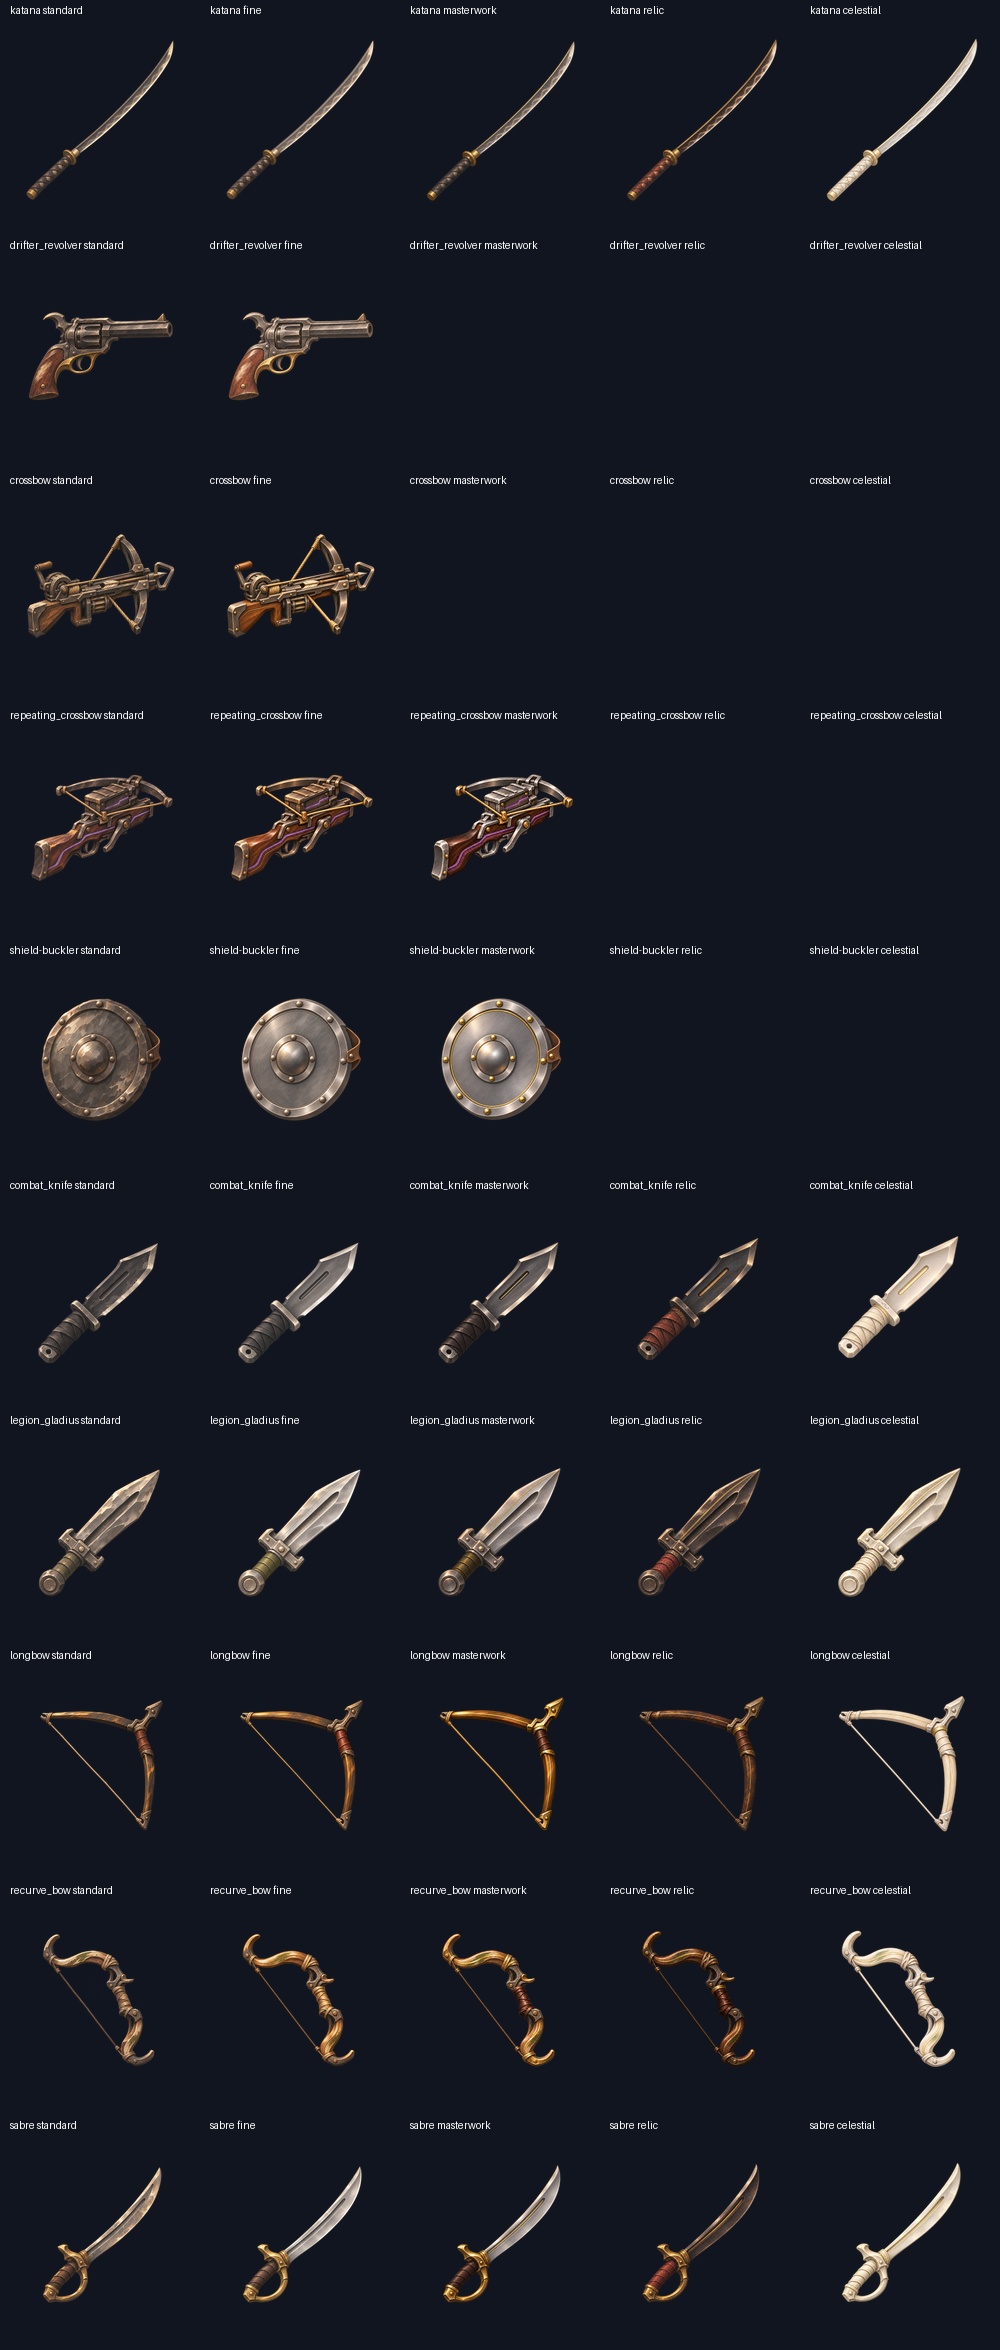 katana standard katana fine katana masterwork katana relic katana celestial
drifter_revolver standard drifter_revolver fine drifter_revolver masterwork drifter_revolver relic drifter_revolver celestial
crossbow standard crossbow fine crossbow masterwork crossbow relic crossbow celestial
repeating_crossbow standard repeating_crossbow fine repeating_crossbow masterwork repeating_crossbow relic repeating_crossbow celestial
shield-buckler standard shield-buckler fine shield-buckler masterwork shield-buckler relic shield-buckler celestial
combat_knife standard combat_knife fine combat_knife masterwork combat_knife relic combat_knife celestial
legion_gladius standard legion_gladius fine legion_gladius masterwork legion_gladius relic legion_gladius celestial
longbow standard longbow fine longbow masterwork longbow relic longbow celestial
recurve_bow standard recurve_bow fine recurve_bow masterwork recurve_bow relic recurve_bow celestial
sabre standard sabre fine sabre masterwork sabre relic sabre celestial